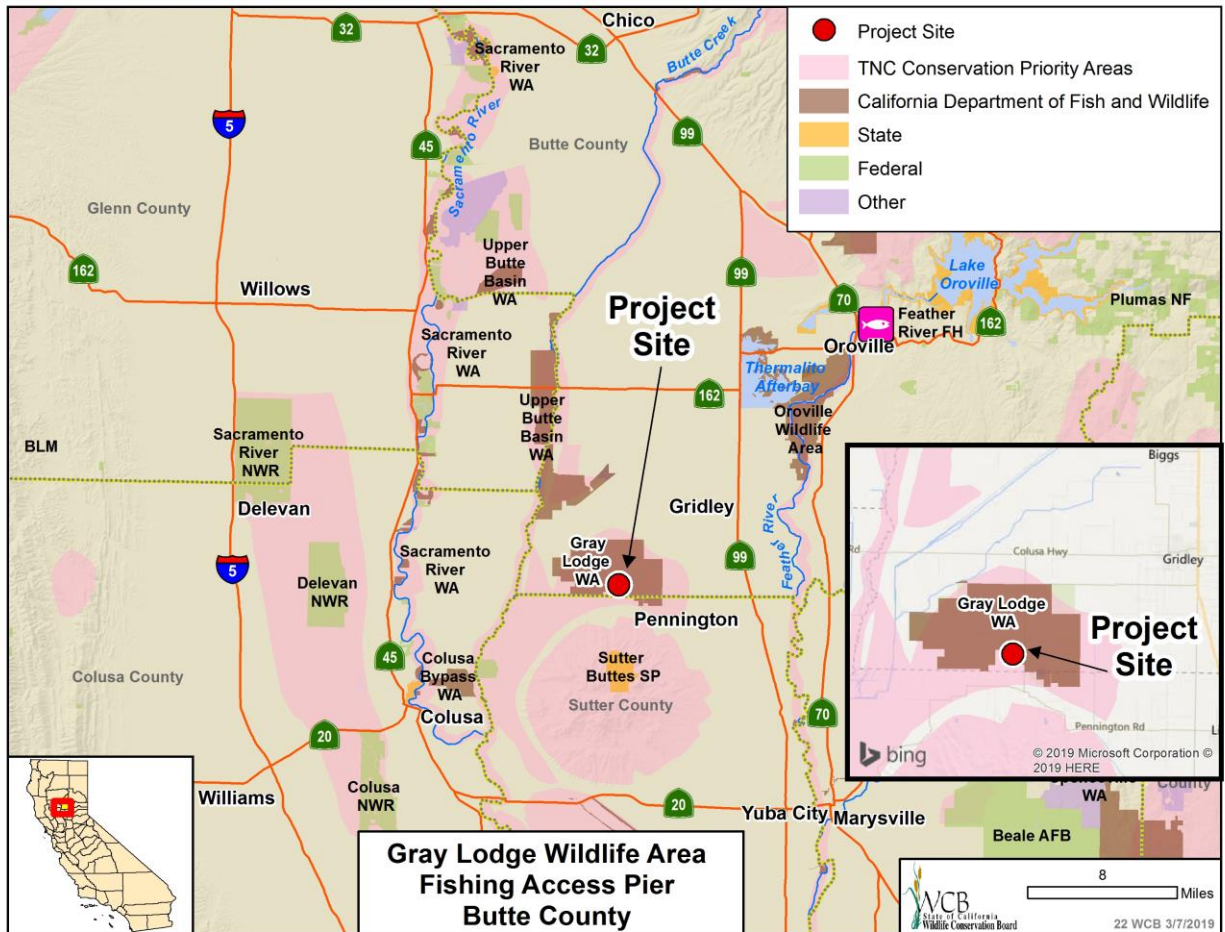 32
Chico
Butte Creek
32
Sacramento
River
WA
Project Site
TNC Conservation Priority Areas
California Department of Fish and Wildlife
State
Federal
Other
5
45
99
Sacramento River
Butte County
Glenn County
162
Willows
Upper
Butte
Basin
WA
Project
Site
99
70
Lake
Oroville
Feather
River FH
162
Plumas NF
Oroville
Sacramento
River
WA
Thermalito
Afterbay
162
Upper
Butte
Basin
WA
Oroville
Wildlife
Area
BLM
Sacramento
River
NWR
Delevan
Gridley
Feather River
5
Delevan
NWR
Sacramento
River
WA
Gray
Lodge
WA
99
Pennington
Biggs
Rd
Colusa Hwy
Gridley
Gray Lodge
WA
Project
Site
Pennington Rd
bing
© 2019 Microsoft Corporation ©
2019 HERE
45
Colusa
Bypass
WA
Colusa
Sutter
Buttes SP
Sutter County
Colusa County
70
20
Williams
Colusa
NWR
20
Yuba City
Marysville
WA
County
Beale AFB
Gray Lodge Wildlife Area
Fishing Access Pier
Butte County
WCB
State of California
Wildlife Conservation Board
8
Miles
22 WCB 3/7/2019